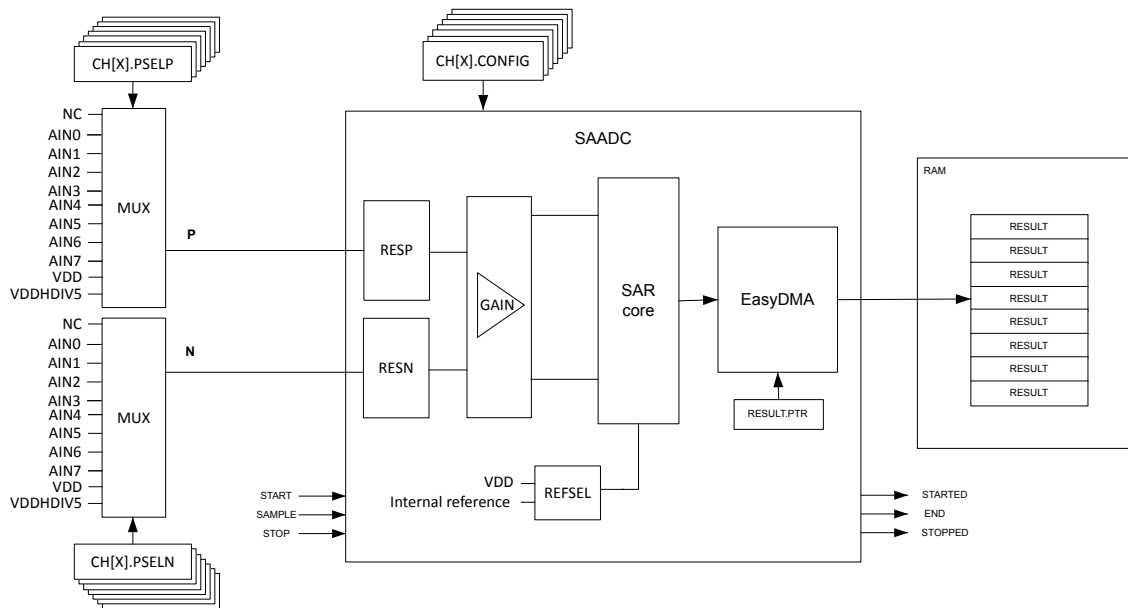 CH[X].PSELP
CH[X].CONFIG
NC
AIN0
AIN1
AIN2
AIN3
AIN4
AIN5
AIN6
AIN7
VDD
VDDHDIV5
MUX
P
SAADC
RESP
GAIN
SAR
core
EasyDMA
RAM
RESULT
RESULT
RESULT
RESULT
RESULT
RESULT
RESULT
RESULT
NC
AIN0
AIN1
AIN2
AIN3
AIN4
AIN5
AIN6
AIN7
VDD
VDDHDIV5
MUX
N
RESN
RESULT.PTR
VDD
Internal reference
REFSEL
START
SAMPLE
STOP
STARTED
END
STOPPED
CH[X].PSELN